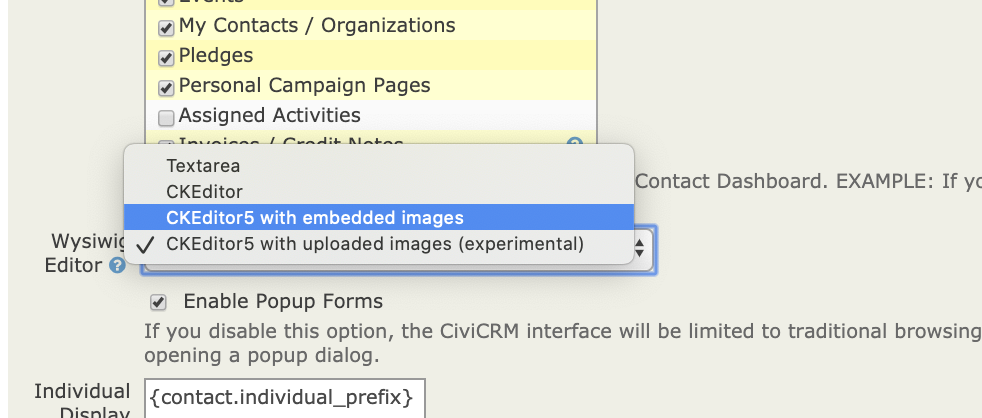 Events
My Contacts / Organizations
Pledges
Personal Campaign Pages
Assigned Activities
Invoices / Credit Notes
Textarea
CKEditor
Contact Dashboard. EXAMPLE: If yo
CKEditor5 with embedded images
CKEditor5 with uploaded images (experimental)
Wysiwig
Editor ?
Enable Popup Forms
If you disable this option, the CiviCRM interface will be limited to traditional browsing
opening a popup dialog.
Individual
Display
{contact.individual_prefix}